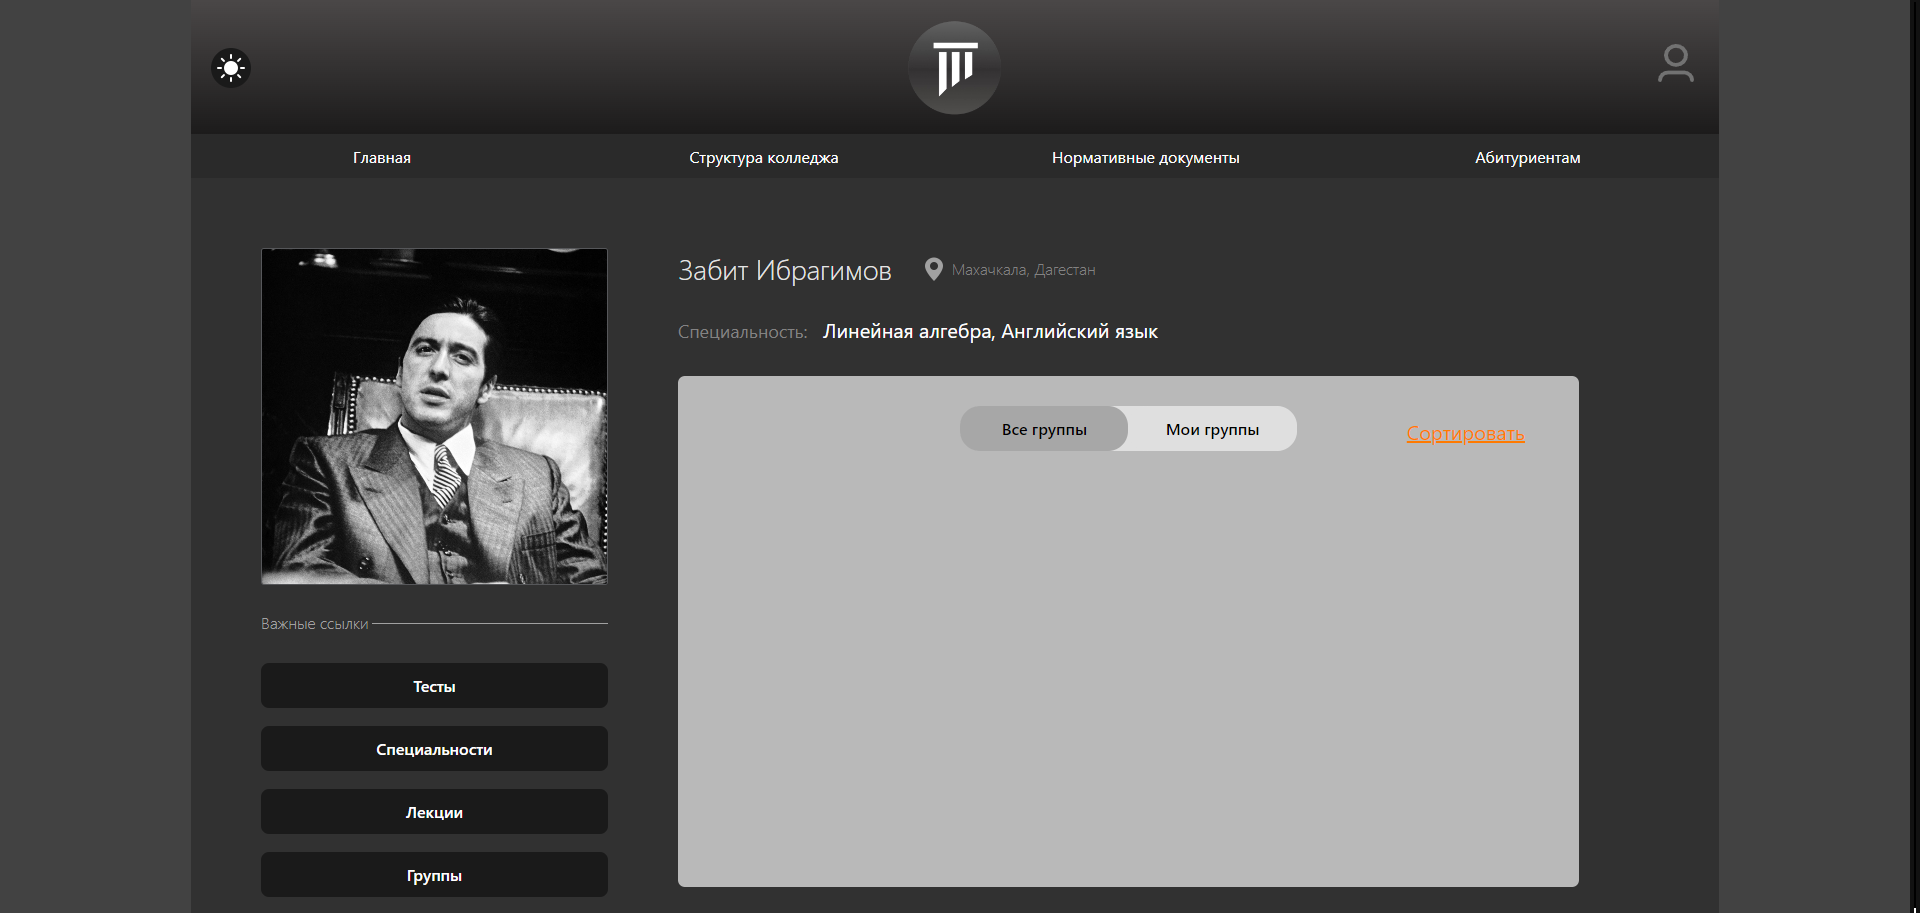 Главная
Структура колледжа
Нормативные документы
Абитуриентам
Забит Ибрагимов
Махачкала, Дагестан
Специальность: Линейная алгебра, Английский язык
Все группы
Мои группы
Сортировать
Важные ссылки
Тесты
Специальности
Лекции
Группы